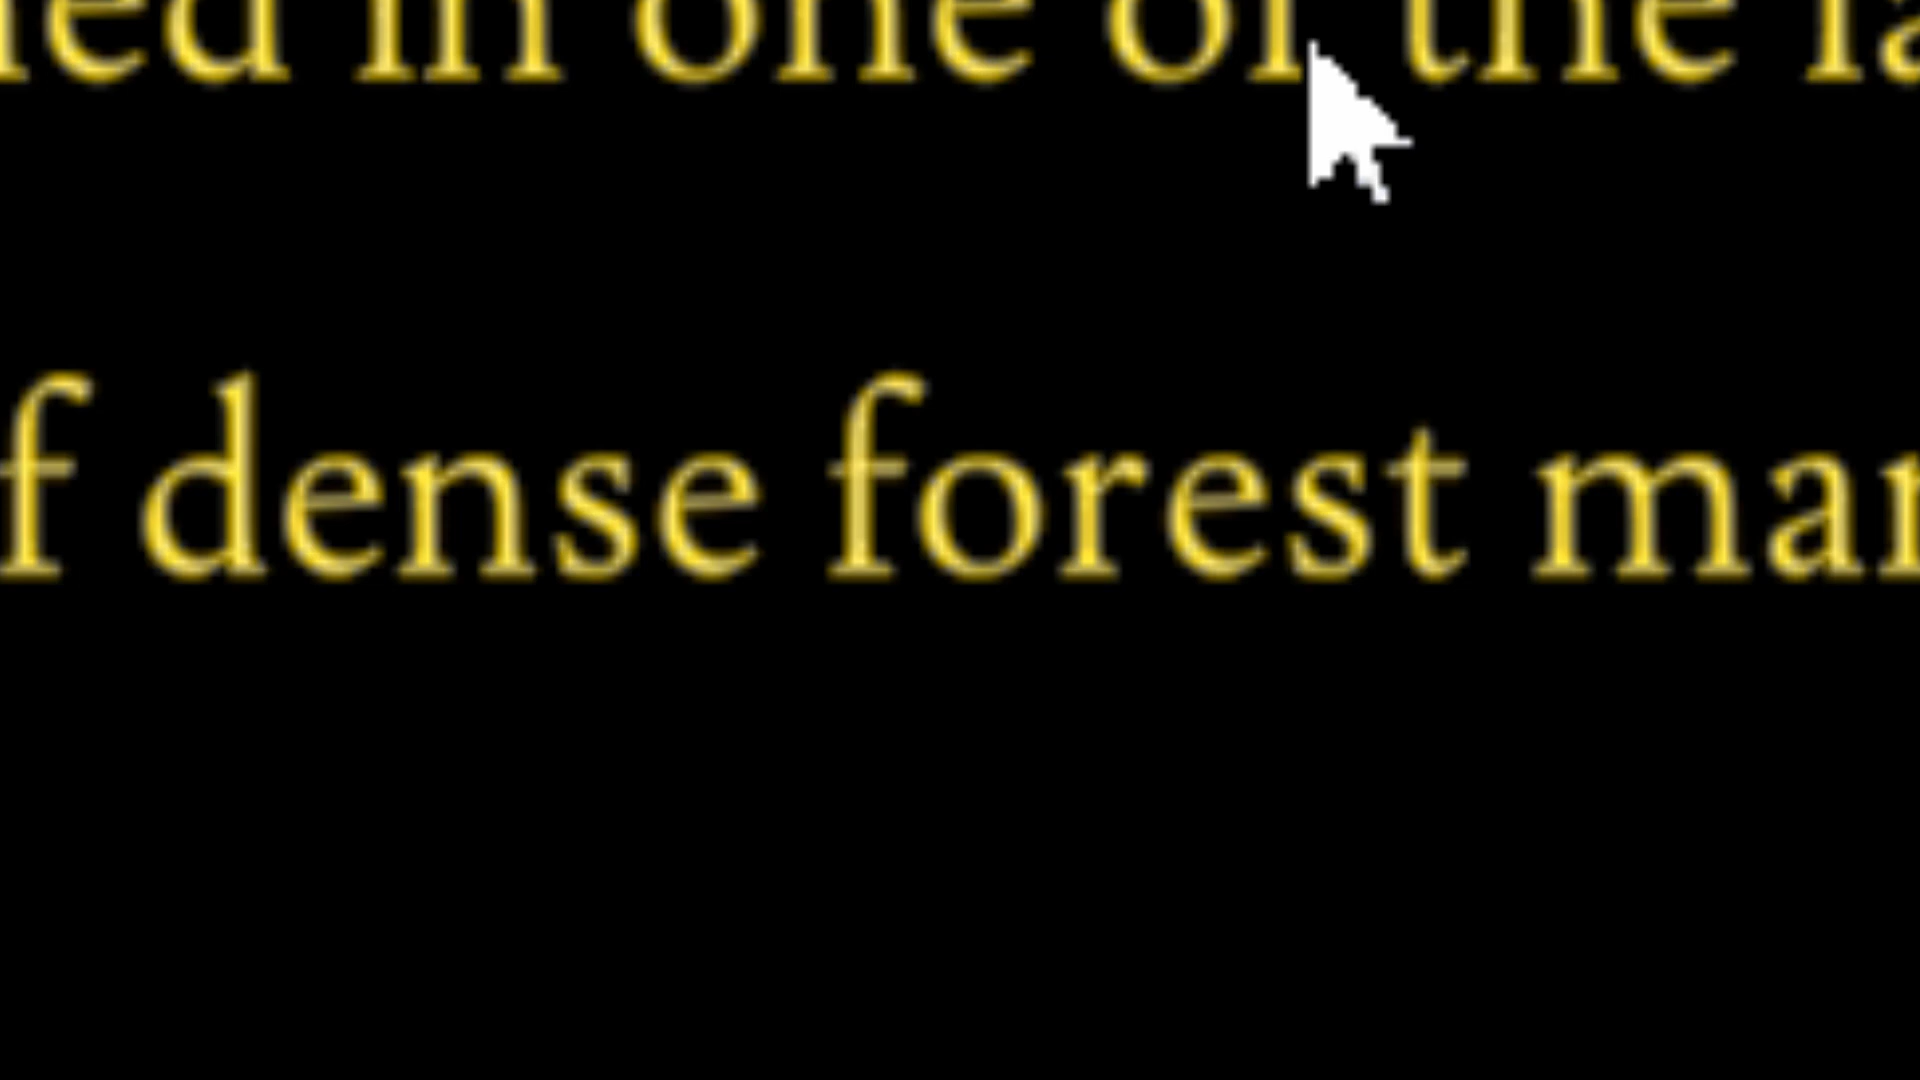 in one of the
f dense forest